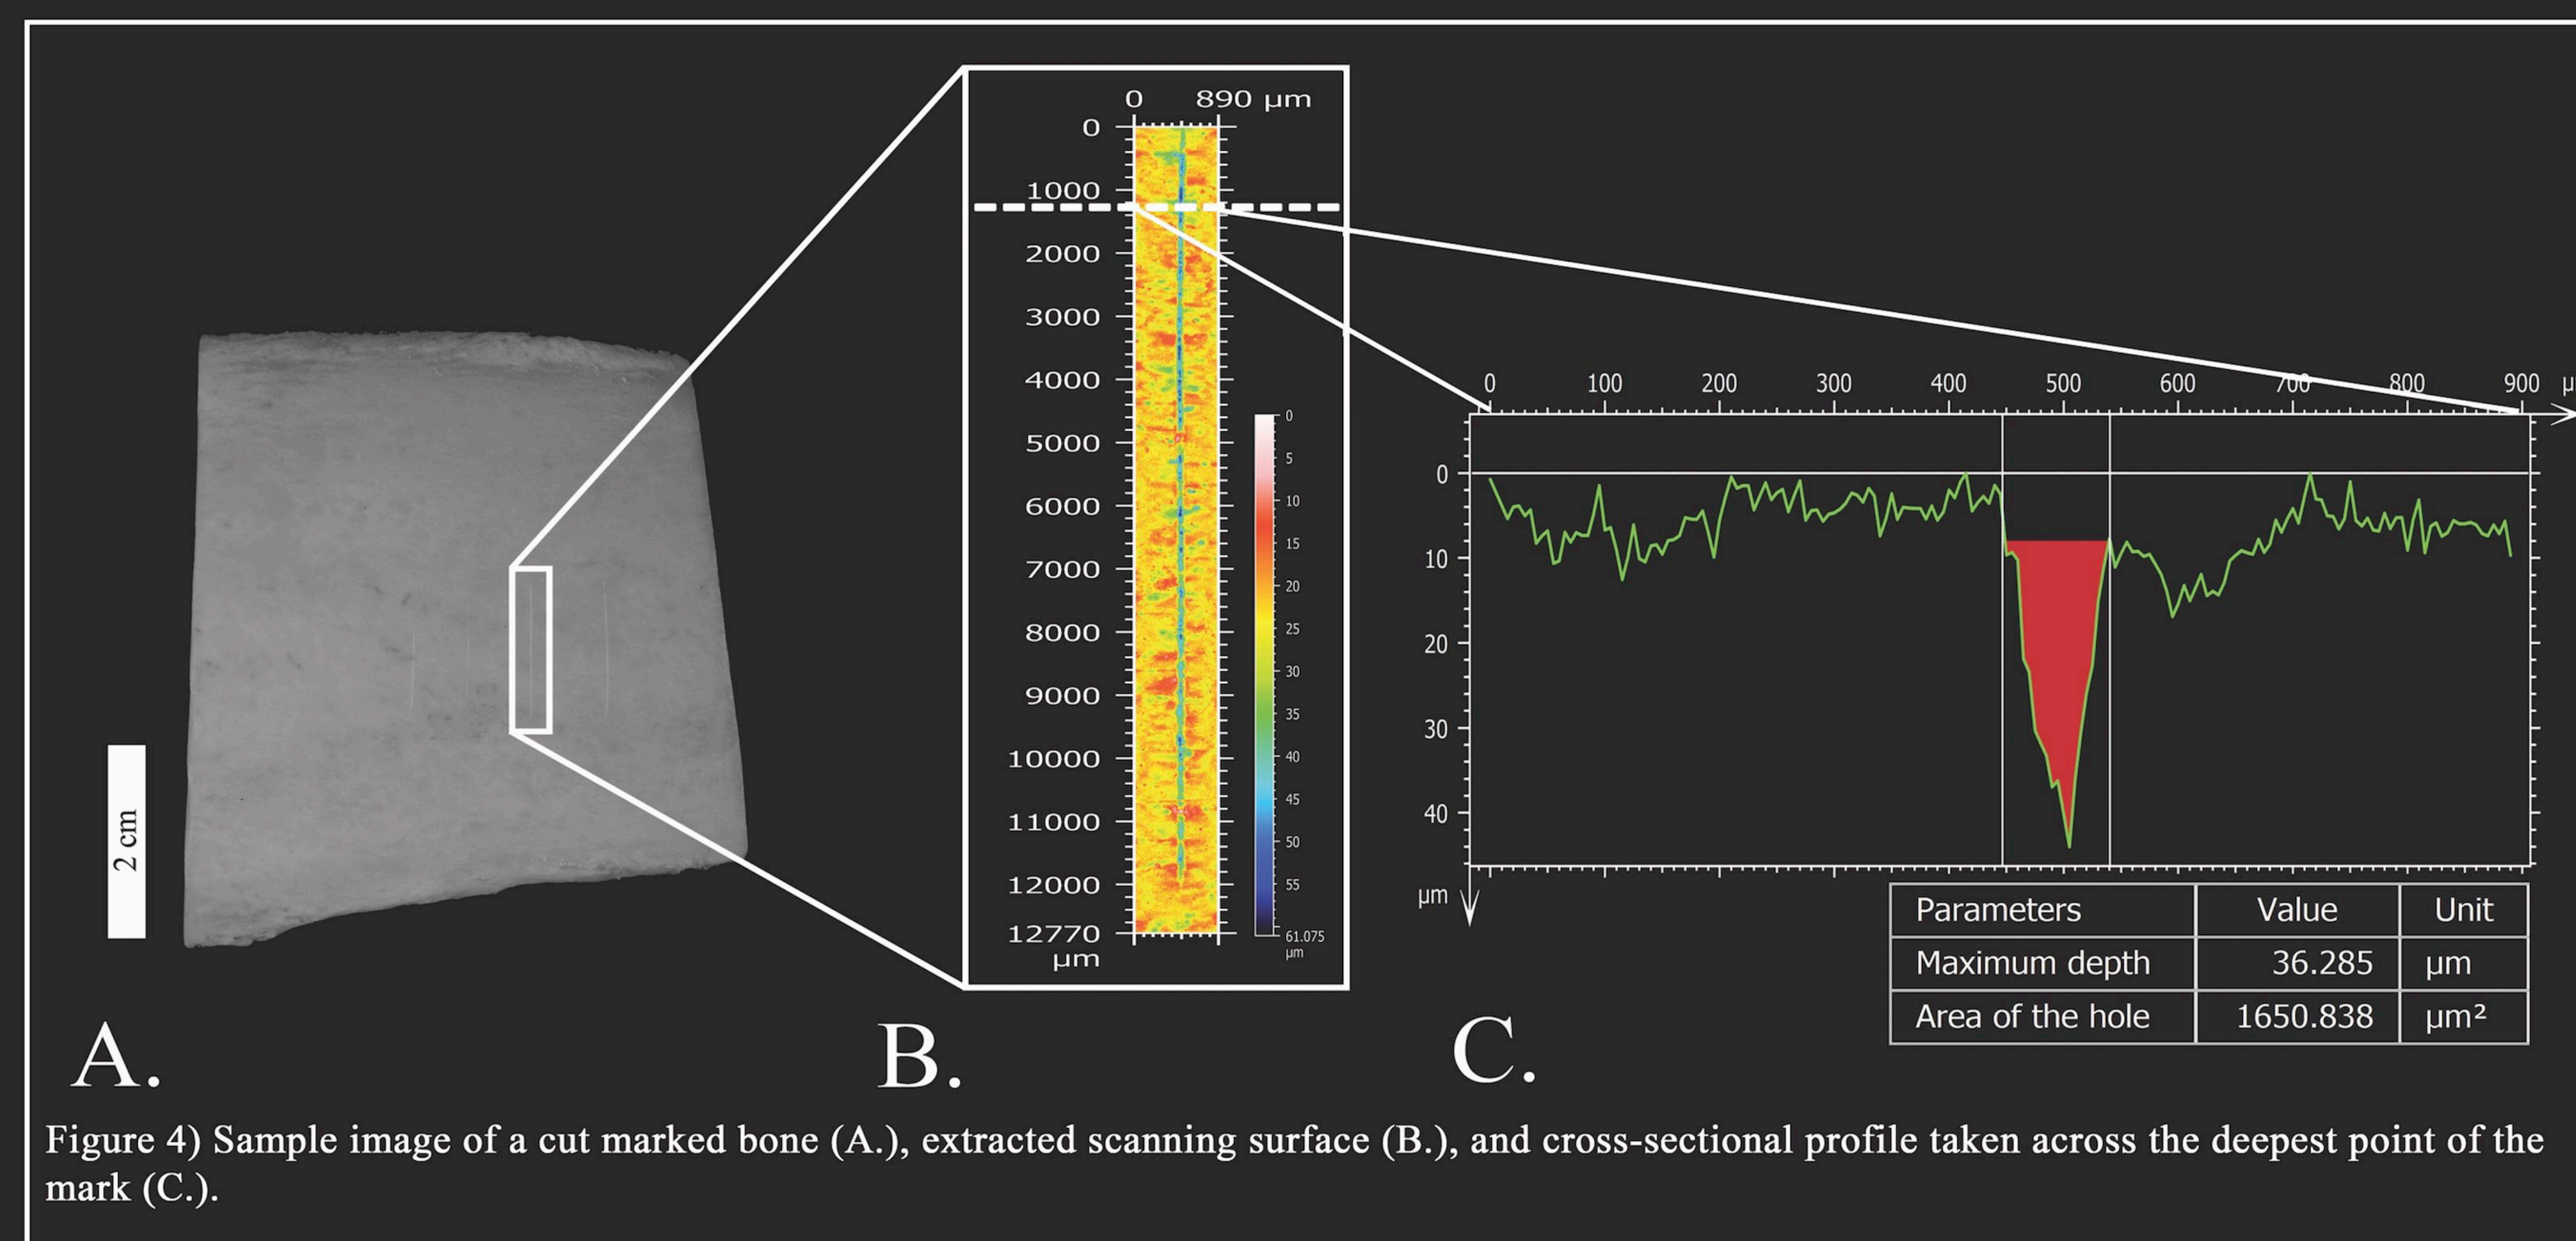 0 890 µm
0
1000
2000
3000
4000
5000
6000
7000
8000
9000
10000
11000
12000
12770
µm
0
5
10
15
20
25
30
35
40
45
50
55
61.075
µm
0 100 200 300 400 500 600 700 800 900 µ
0
10
20
30
40
µm
2 cm
Parameters Value Unit
Maximum depth 36.285 µm
Area of the hole 1650.838 µm²
A. B. C.
Figure 4) Sample image of a cut marked bone (A.), extracted scanning surface (B.), and cross-sectional profile taken across the deepest point of the
mark (C.).